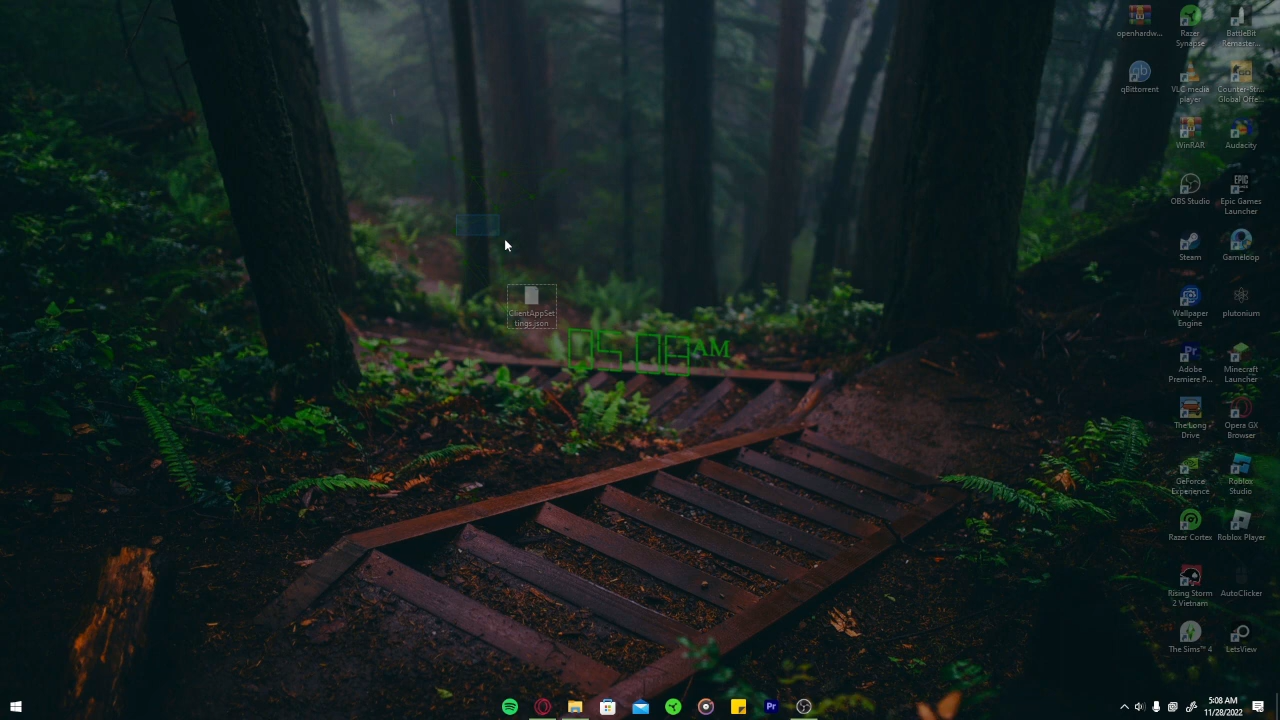 openhardw...
Razer
Synapse
BattleBit
Remaster...
qBittorrent
VLC media
player
Counter-Str...
Global Offe...
WinRAR
Audacity
OBS Studio
Epic Games
Launcher
Steam
Gameloop
Wallpaper
Engine
plutonium
Adobe
Premiere P...
Minecraft
Launcher
The Long
Drive
Opera GX
Browser
GeForce
Experience
Roblox
Studio
Razer Cortex
Roblox Player
Rising Storm
2 Vietnam
AutoClicker
The Sims™ 4
LetsView
ClientAppSet
tings.json
05 08 AM
5:08 AM
11/28/2022